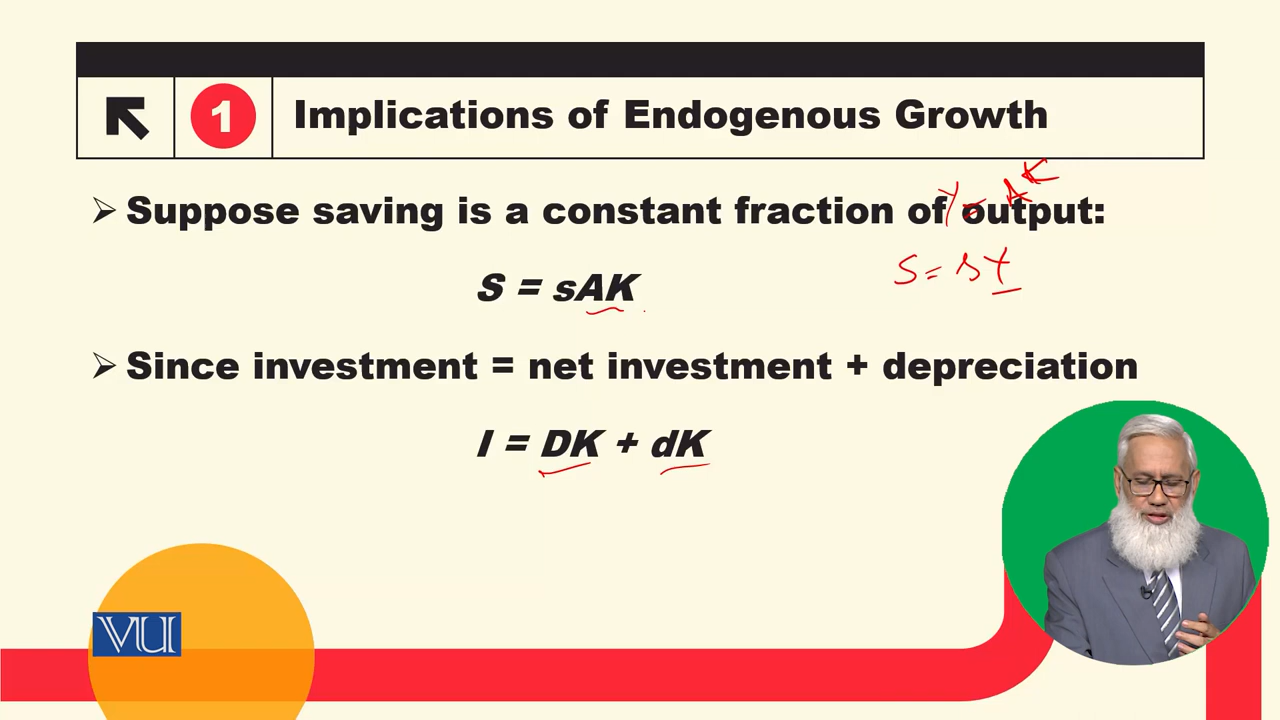 1 Implications of Endogenous Growth
Y = AK
➢ Suppose saving is a constant fraction of output:
S = sY
S = sAK
➢ Since investment = net investment + depreciation
I = DK + dK
VU